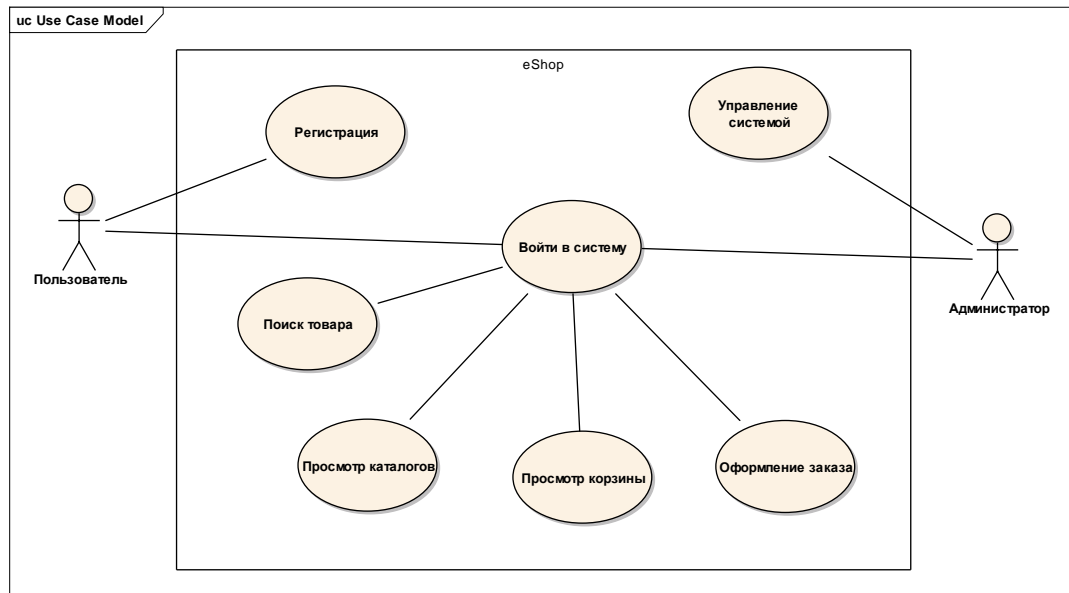 uc Use Case Model
eShop
Регистрация
Управление
системой
Войти в систему
Пользователь
Администратор
Поиск товара
Просмотр каталогов
Просмотр корзины
Оформление заказа